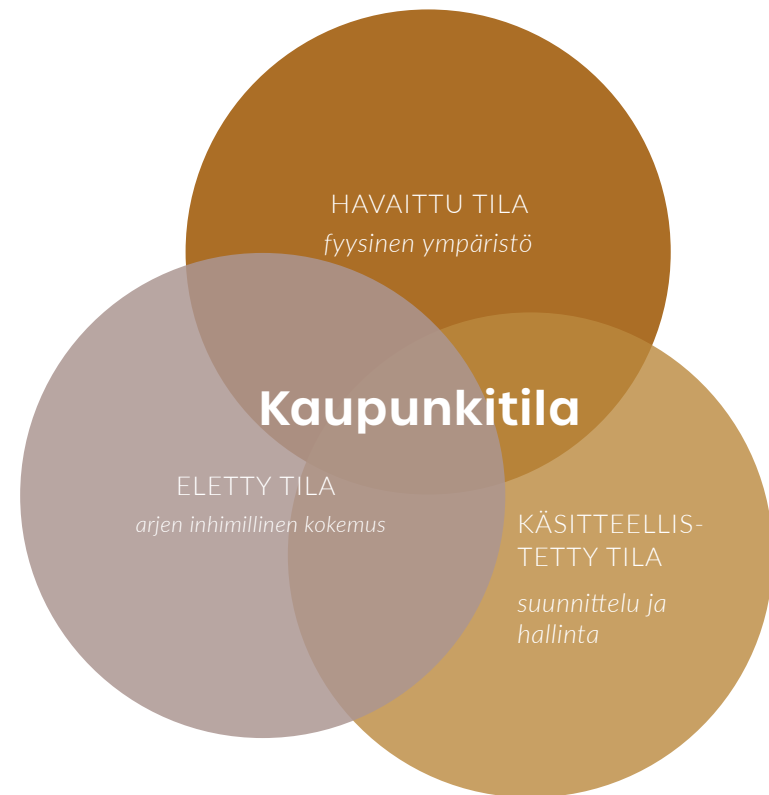 HAVAITTU TILA
fyysinen ympäristö
Kaupunkitila
ELETTY TILA
arjen inhimillinen kokemus
KÄSITTEELLIS-
TETTY TILA
suunnittelu ja
hallinta